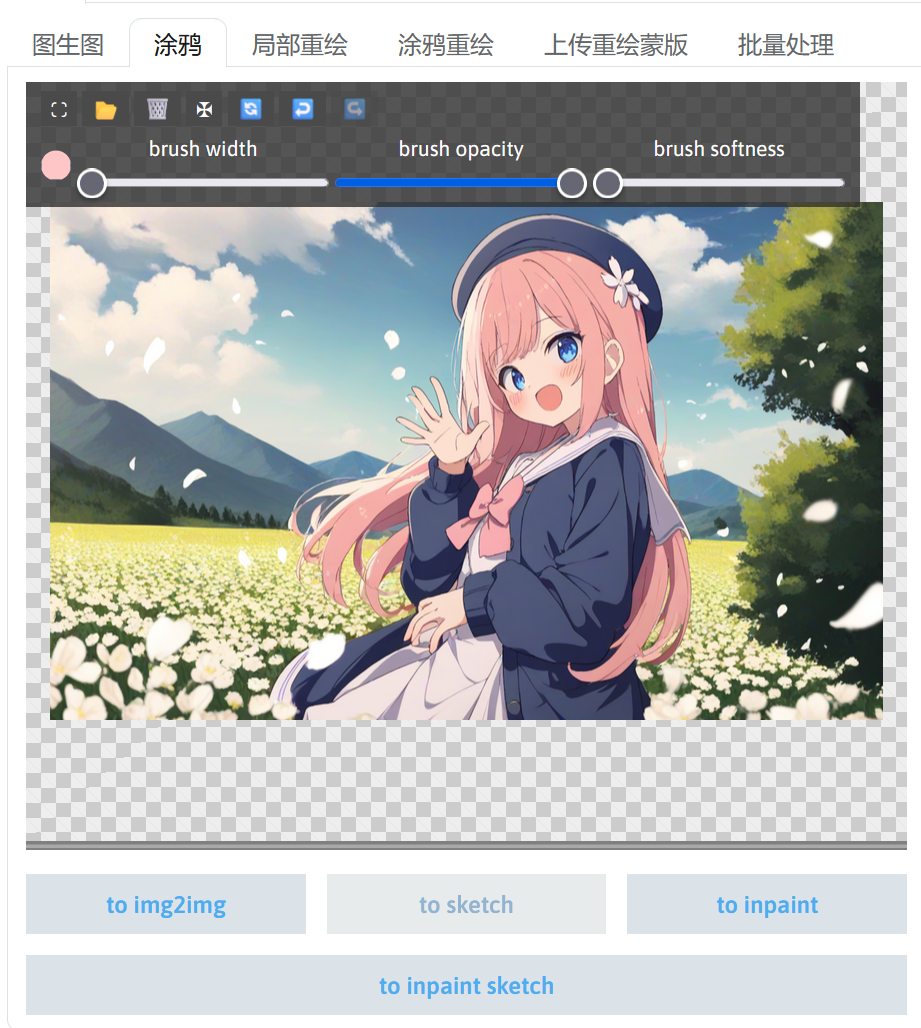 图生图 涂鸦 局部重绘 涂鸦重绘 上传重绘蒙版 批量处理
brush width brush opacity brush softness
to img2img to sketch to inpaint
to inpaint sketch